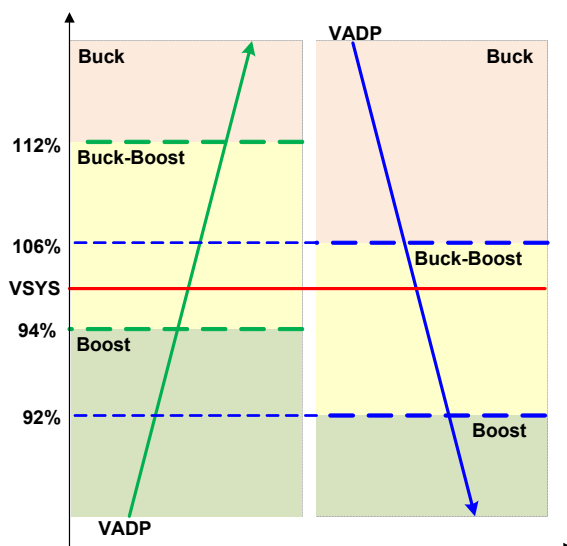 VADP
Buck
Buck
112%
Buck-Boost
106%
Buck-Boost
VSYS
94%
Boost
92%
Boost
VADP